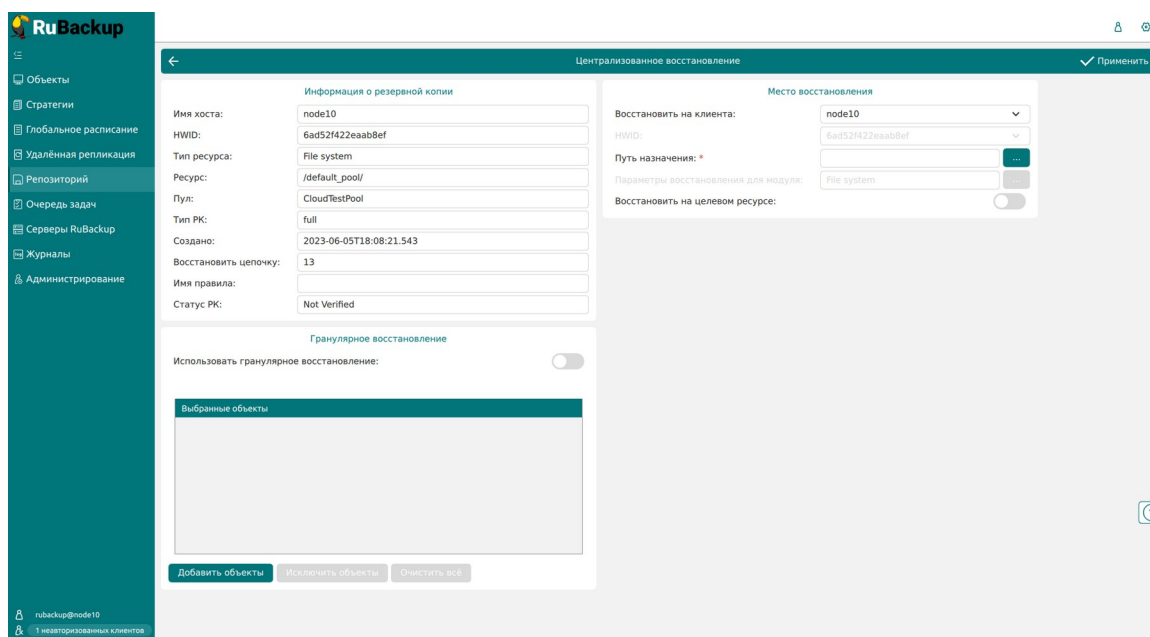 RuBackup
Объекты
Стратегии
Глобальное расписание
Удалённая репликация
Репозиторий
Очередь задач
Серверы RuBackup
Журналы
Администрирование
rubackup@node10
1 неавторизованных клиентов
Централизованное восстановление
Применить
Информация о резервной копии
Имя хоста: node10
HWID: 6ad52f422eaab8ef
Тип ресурса: File system
Ресурс: /default_pool/
Пул: CloudTestPool
Тип РК: full
Создано: 2023-06-05T18:08:21.543
Восстановить цепочку: 13
Имя правила:
Статус РК: Not Verified
Гранулярное восстановление
Использовать гранулярное восстановление:
Выбранные объекты
Добавить объекты Исключить объекты Очистить всё
Место восстановления
Восстановить на клиента: node10
HWID: 6ad52f422eaab8ef
Путь назначения: * ...
Параметры восстановления для модуля: File system ...
Восстановить на целевом ресурсе: